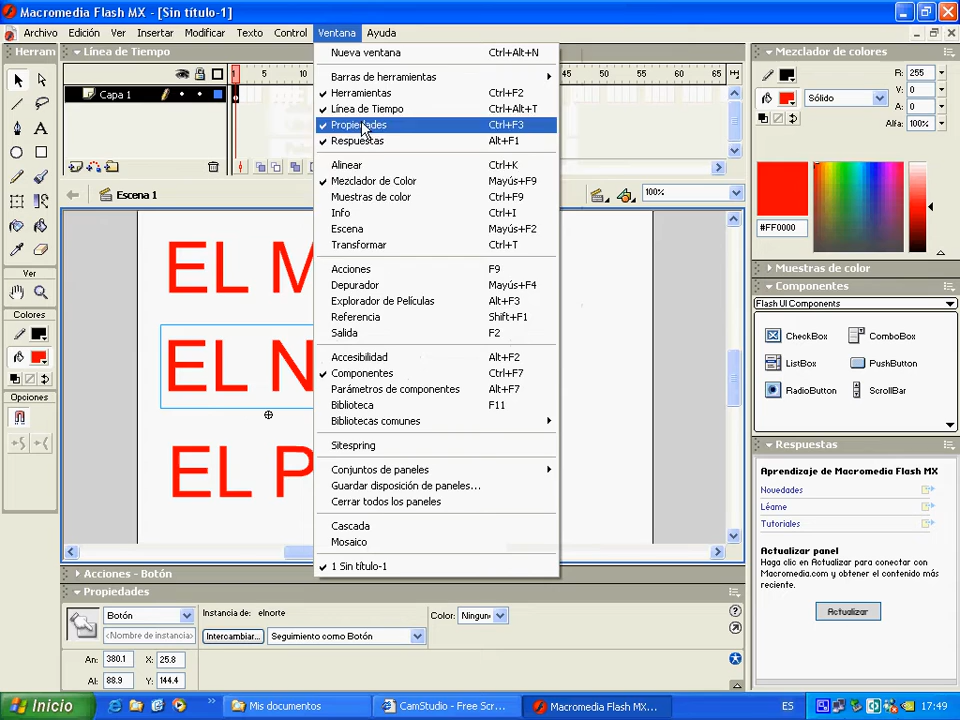 Macromedia Flash MX - [Sin título-1]
Archivo Edición Ver Insertar Modificar Texto Control Ventana Ayuda
Herram
Línea de Tiempo
1 5 10
45 50 55 60 65
Capa 1
Escena 1
100%
EL M
EL N
EL P
Nueva ventana Ctrl+Alt+N
Barras de herramientas
Herramientas Ctrl+F2
Línea de Tiempo Ctrl+Alt+T
Propiedades Ctrl+F3
Respuestas Alt+F1
Alinear Ctrl+K
Mezclador de Color Mayús+F9
Muestras de color Ctrl+F9
Info Ctrl+I
Escena Mayús+F2
Transformar Ctrl+T
Acciones F9
Depurador Mayús+F4
Explorador de Películas Alt+F3
Referencia Shift+F1
Salida F2
Accesibilidad Alt+F2
Componentes Ctrl+F7
Parámetros de componentes Alt+F7
Biblioteca F11
Bibliotecas comunes
Sitespring
Conjuntos de paneles
Guardar disposición de paneles...
Cerrar todos los paneles
Cascada
Mosaico
1 Sin título-1
Ver
Colores
Opciones
Mezclador de colores
R: 255
Sólido
V: 0
A: 0
Alfa: 100%
#FF0000
Muestras de color
Componentes
Flash UI Components
CheckBox ComboBox
ListBox PushButton
RadioButton ScrollBar
Respuestas
Aprendizaje de Macromedia Flash MX
Novedades
Léame
Tutoriales
Actualizar panel
Haga clic en Actualizar para conectar con
Macromedia.com y obtener el contenido más
reciente.
Actualizar
Acciones - Botón
Propiedades
Botón
Instancia de: elnorte
Color: Ningun
<Nombre de instancia>
Intercambiar...
Seguimiento como Botón
An: 380.1 X: 25.8
Al: 88.9 Y: 144.4
Inicio
Mis documentos
CamStudio - Free Scr...
Macromedia Flash MX...
ES
17:49